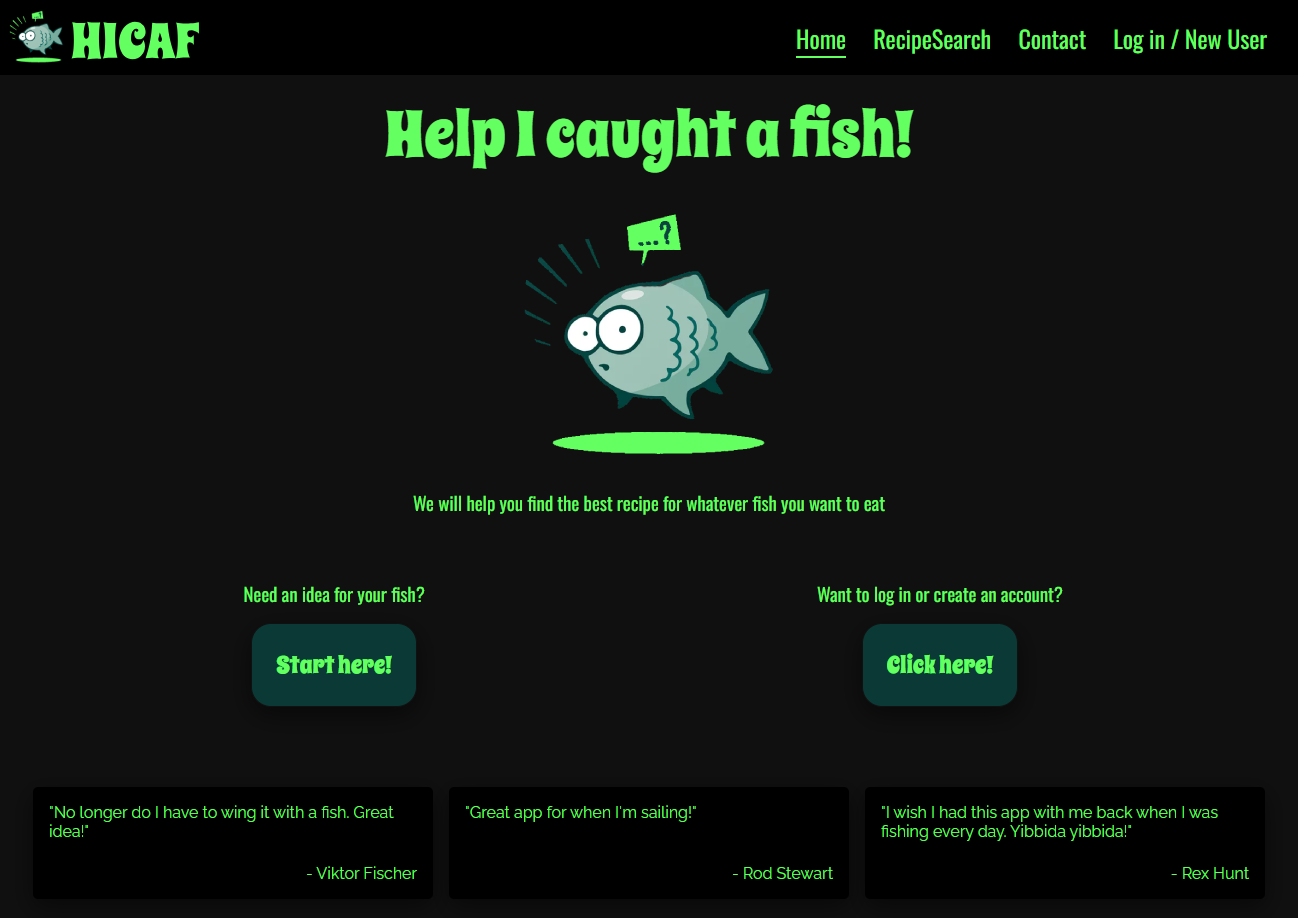 HICAF
Home RecipeSearch Contact Log in / New User
Help I caught a fish!
...?
We will help you find the best recipe for whatever fish you want to eat
Need an idea for your fish?
Start here!
Want to log in or create an account?
Click here!
"No longer do I have to wing it with a fish. Great
idea!"
- Viktor Fischer
"Great app for when I'm sailing!"
- Rod Stewart
"I wish I had this app with me back when I was
fishing every day. Yibbida yibbida!"
- Rex Hunt